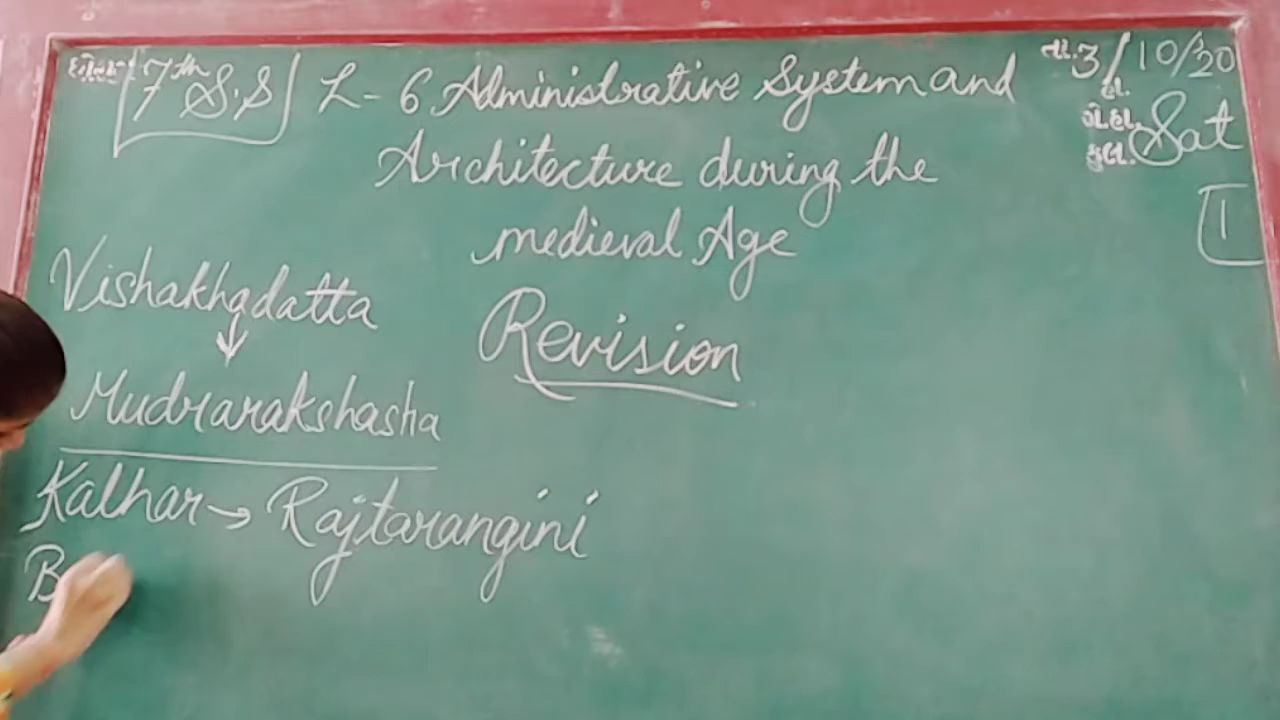 7th S.S L-6 Administrative System and તા. 3/10/20
Architecture during the Sat
medieval Age
1
Vishakhadatta
↓
Revision
Mudrarakshasha
Kalhar → Rajtarangini
B